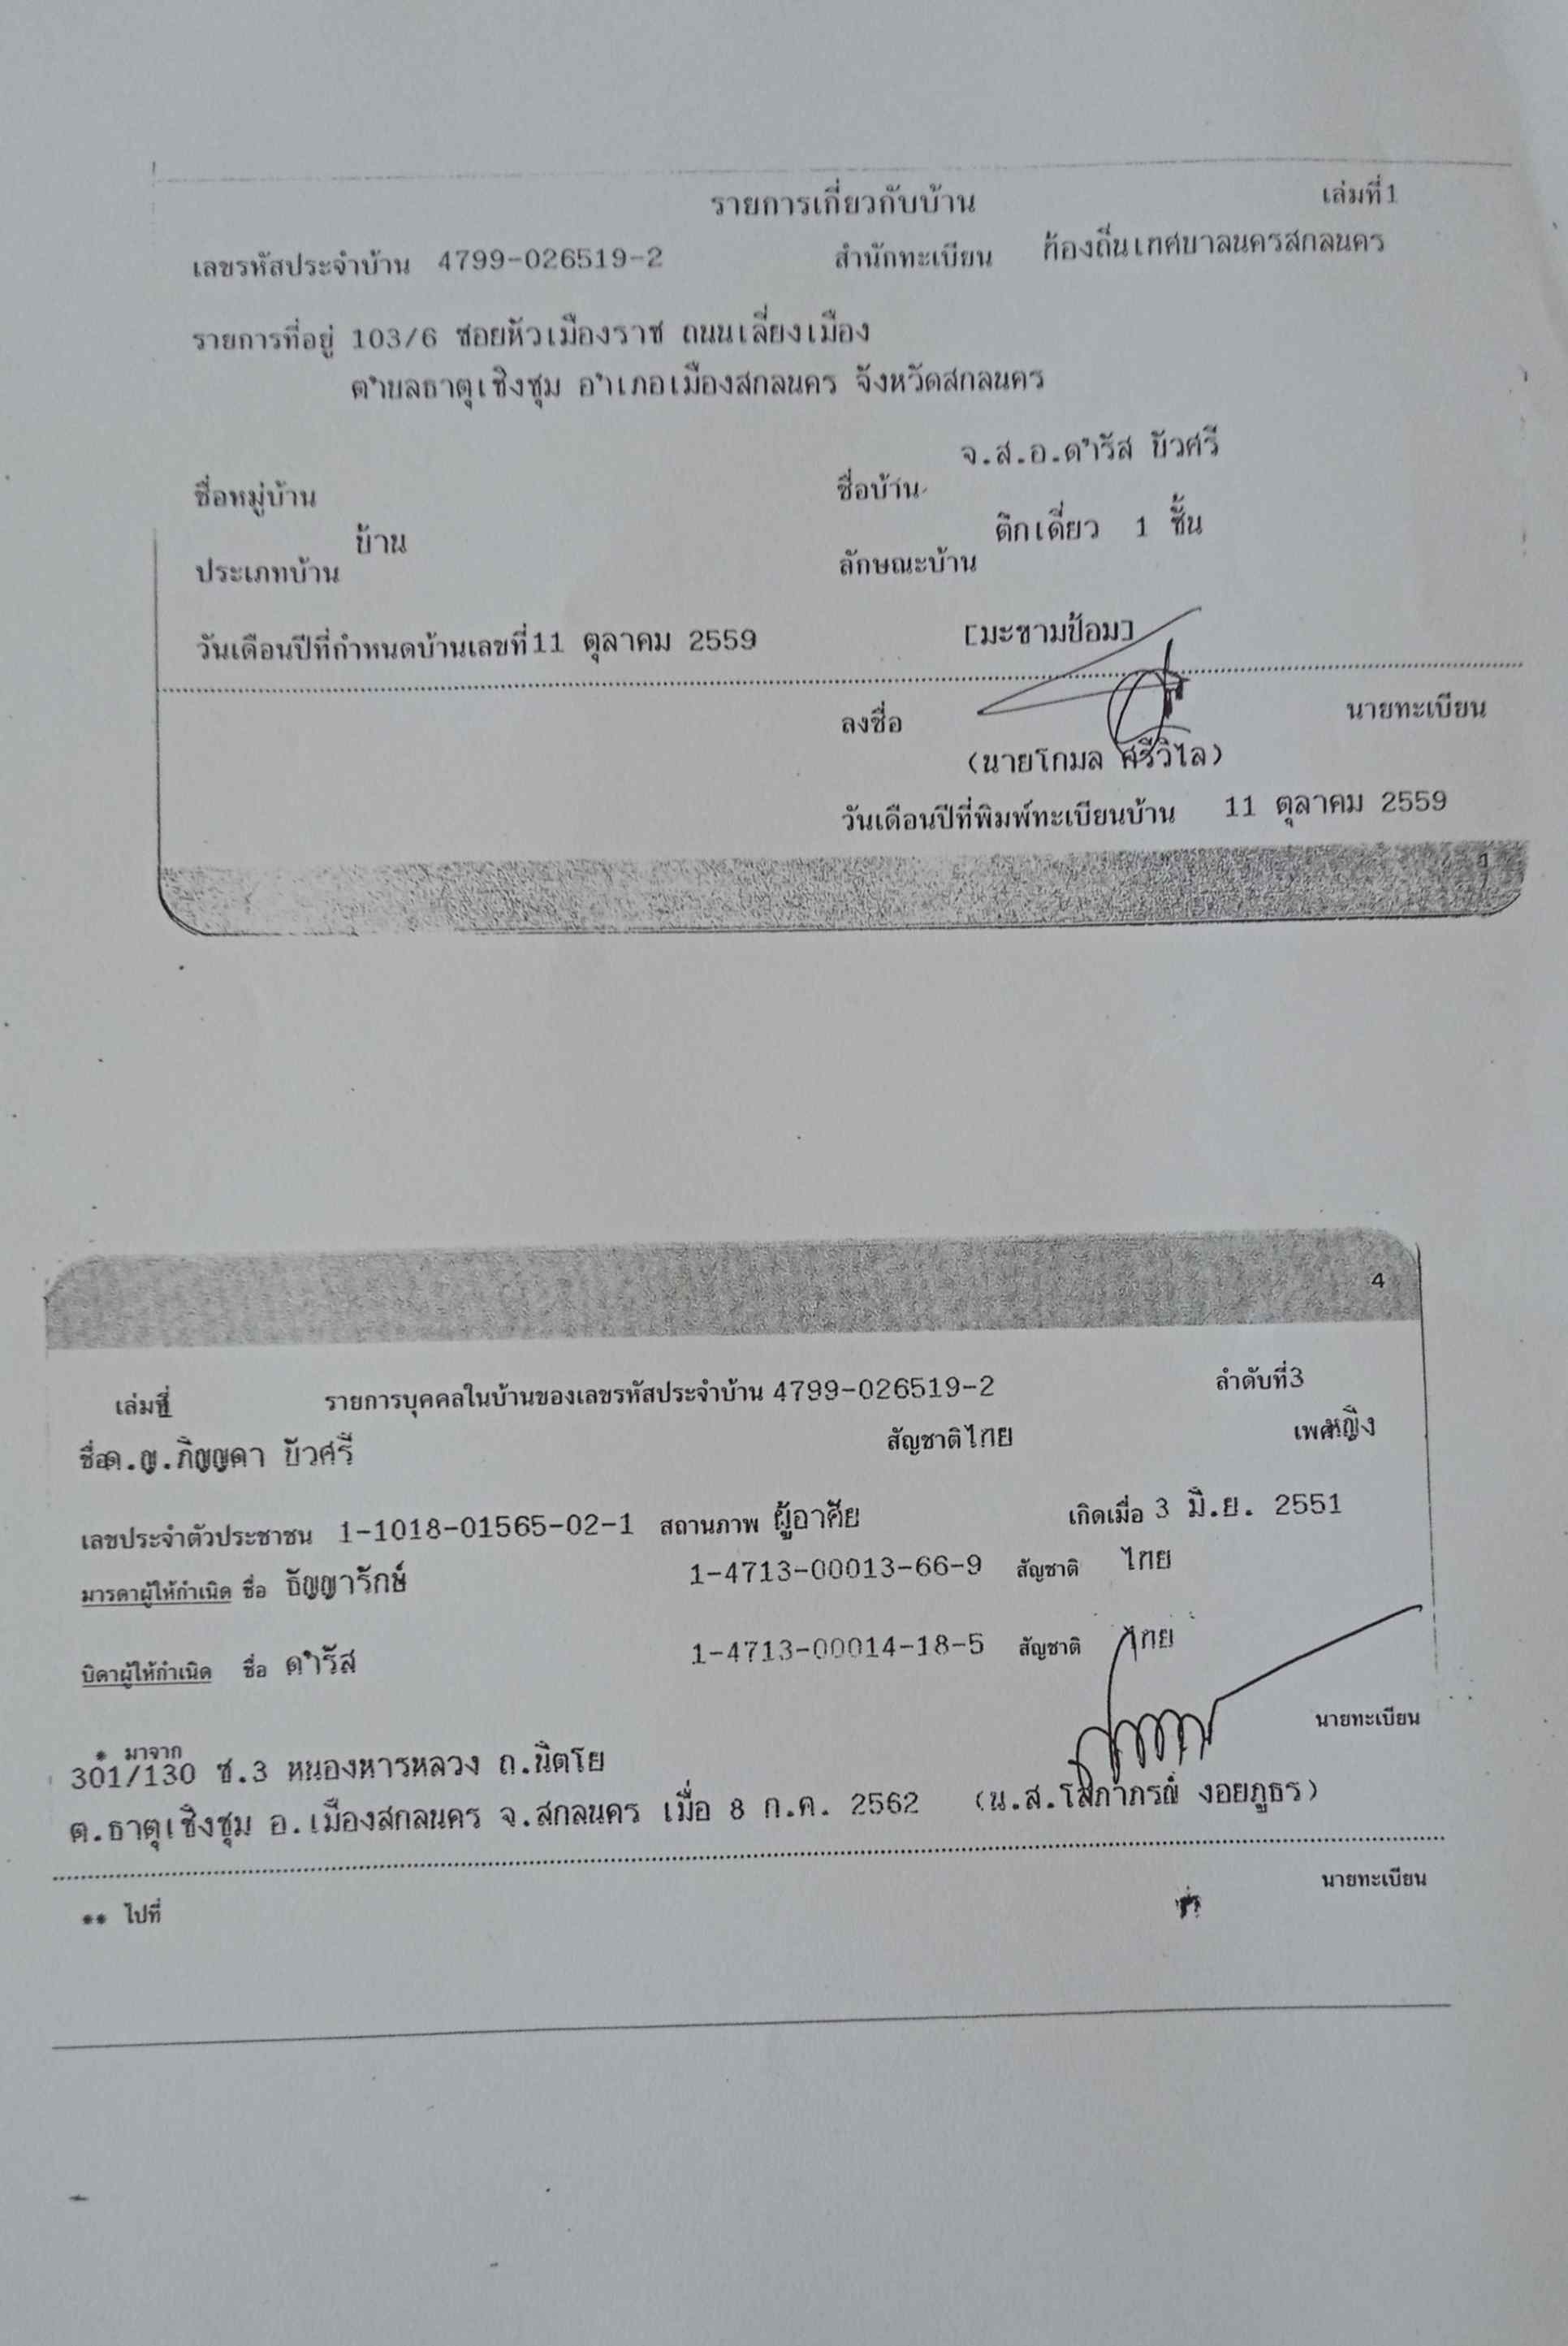 รายการเกี่ยวกับบ้าน เล่มที่ 1
เลขรหัสประจำบ้าน 4799-026519-2 สำนักทะเบียน ท้องถิ่นเทศบาลนครสกลนคร
รายการที่อยู่ 103/6 ซอยหัวเมืองราช ถนนเลี่ยงเมือง
ตำบลธาตุเชิงชุม อำเภอเมืองสกลนคร จังหวัดสกลนคร
จ.ส.อ.ดำรัส บัวศรี
ชื่อหมู่บ้าน ชื่อบ้าน
บ้าน ตึกเดี่ยว 1 ชั้น
ประเภทบ้าน ลักษณะบ้าน
วันเดือนปีที่กำหนดบ้านเลขที่ 11 ตุลาคม 2559 [มะขามป้อม]
ลงชื่อ นายทะเบียน
(นายโกมล ศรีวิไล)
วันเดือนปีที่พิมพ์ทะเบียนบ้าน 11 ตุลาคม 2559
1
4
เล่มที่ 1 รายการบุคคลในบ้านของเลขรหัสประจำบ้าน 4799-026519-2 ลำดับที่ 3
ชื่อ ด.ญ.ภิญญดา บัวศรี สัญชาติ ไทย เพศ หญิง
เลขประจำตัวประชาชน 1-1018-01565-02-1 สถานภาพ ผู้อาศัย เกิดเมื่อ 3 มิ.ย. 2551
มารดาผู้ให้กำเนิด ชื่อ ธัญญารักษ์ 1-4713-00013-66-9 สัญชาติ ไทย
บิดาผู้ให้กำเนิด ชื่อ ดำรัส 1-4713-00014-18-5 สัญชาติ ไทย
* มาจาก นายทะเบียน
301/130 ซ.3 หนองหารหลวง ถ.นิตโย
ต.ธาตุเชิงชุม อ.เมืองสกลนคร จ.สกลนคร เมื่อ 8 ก.ค. 2562 (น.ส.โสภาภรณ์ งอยภูธร)
** ไปที่ นายทะเบียน